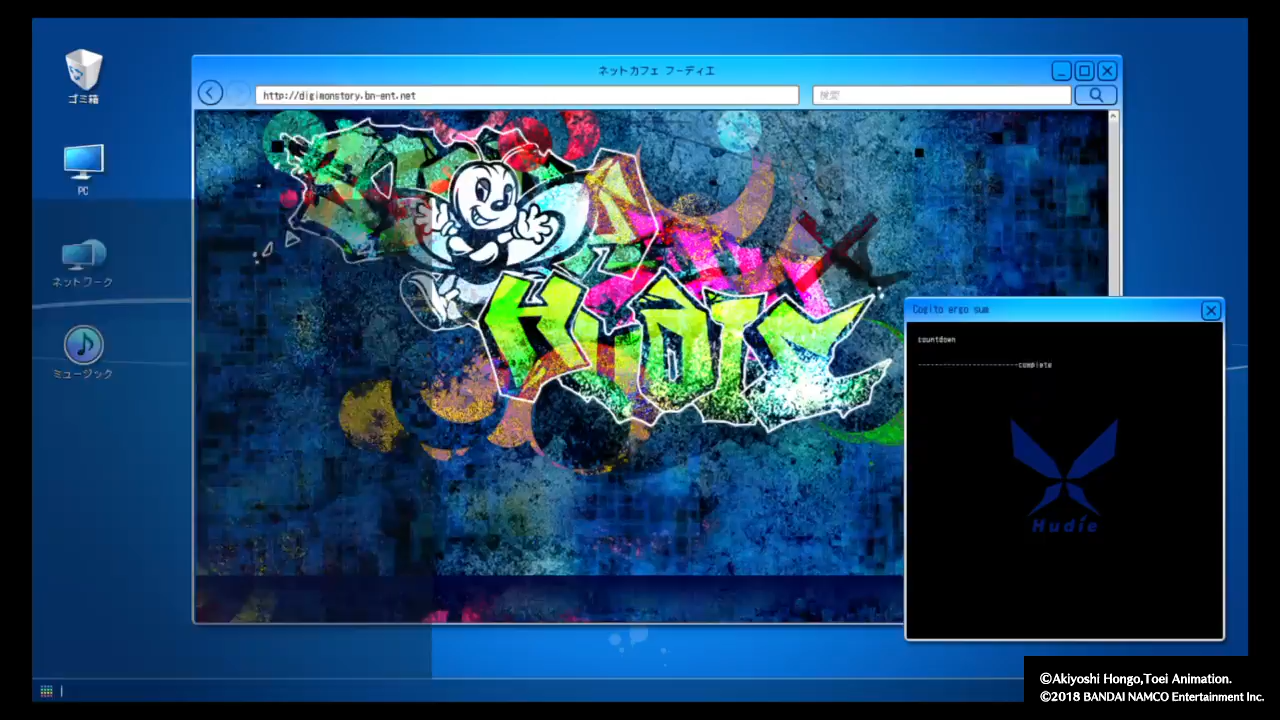 ゴミ箱
PC
ネットワーク
ミュージック
ネットカフェ フーディエ
http://digimonstory.bn-ent.net
検索
HUDIE
Cogito ergo sum
countdown
------------------------complete
Hudie
©Akiyoshi Hongo,Toei Animation.
©2018 BANDAI NAMCO Entertainment Inc.